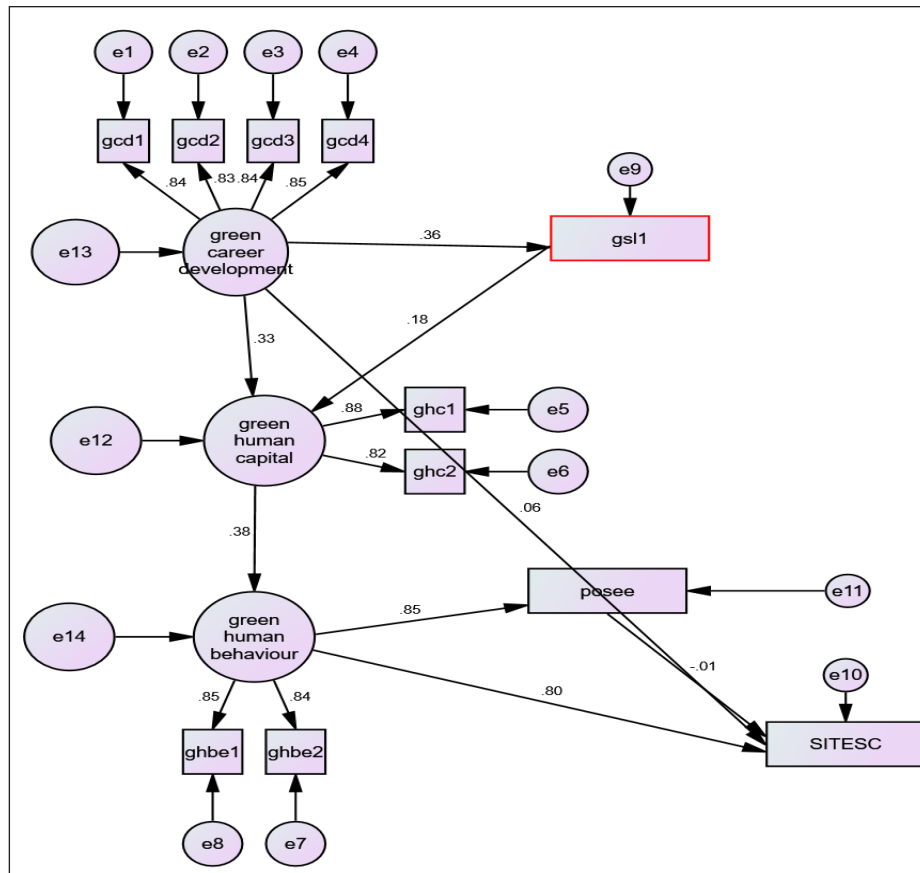 e1
e2
e3
e4
gcd1
gcd2
gcd3
gcd4
.84
.83
.84
.85
e9
gsl1
e13
green
career
development
.36
.18
.33
e12
green
human
capital
.88
ghc1
e5
.82
ghc2
e6
.06
.38
e14
green
human
behaviour
.85
posee
e11
-.01
.80
e10
SITESC
.85
.84
ghbe1
ghbe2
e8
e7